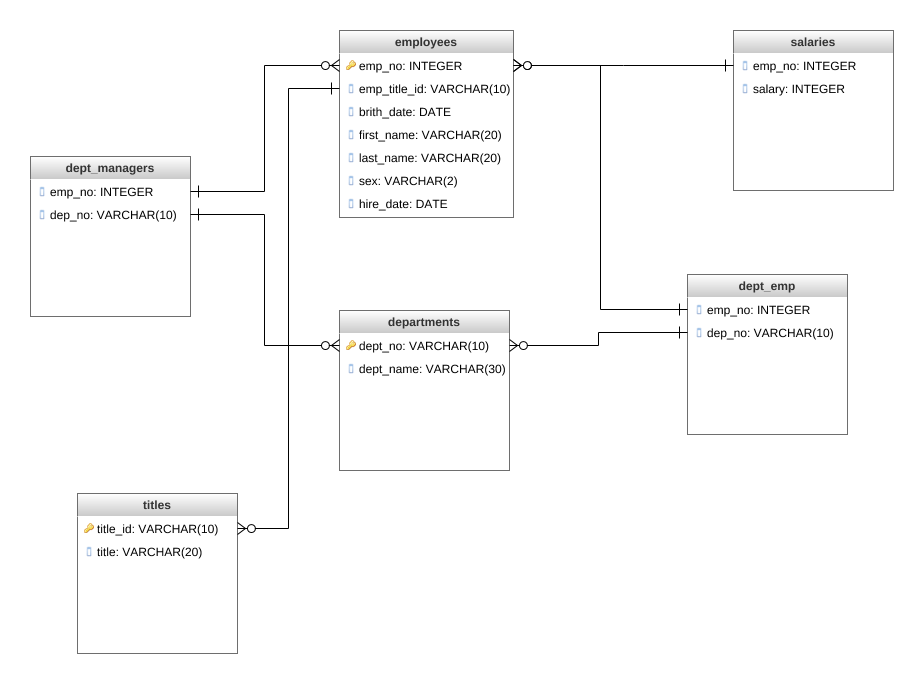 employees
emp_no: INTEGER
emp_title_id: VARCHAR(10)
brith_date: DATE
first_name: VARCHAR(20)
last_name: VARCHAR(20)
sex: VARCHAR(2)
hire_date: DATE
salaries
emp_no: INTEGER
salary: INTEGER
dept_managers
emp_no: INTEGER
dep_no: VARCHAR(10)
dept_emp
emp_no: INTEGER
dep_no: VARCHAR(10)
departments
dept_no: VARCHAR(10)
dept_name: VARCHAR(30)
titles
title_id: VARCHAR(10)
title: VARCHAR(20)